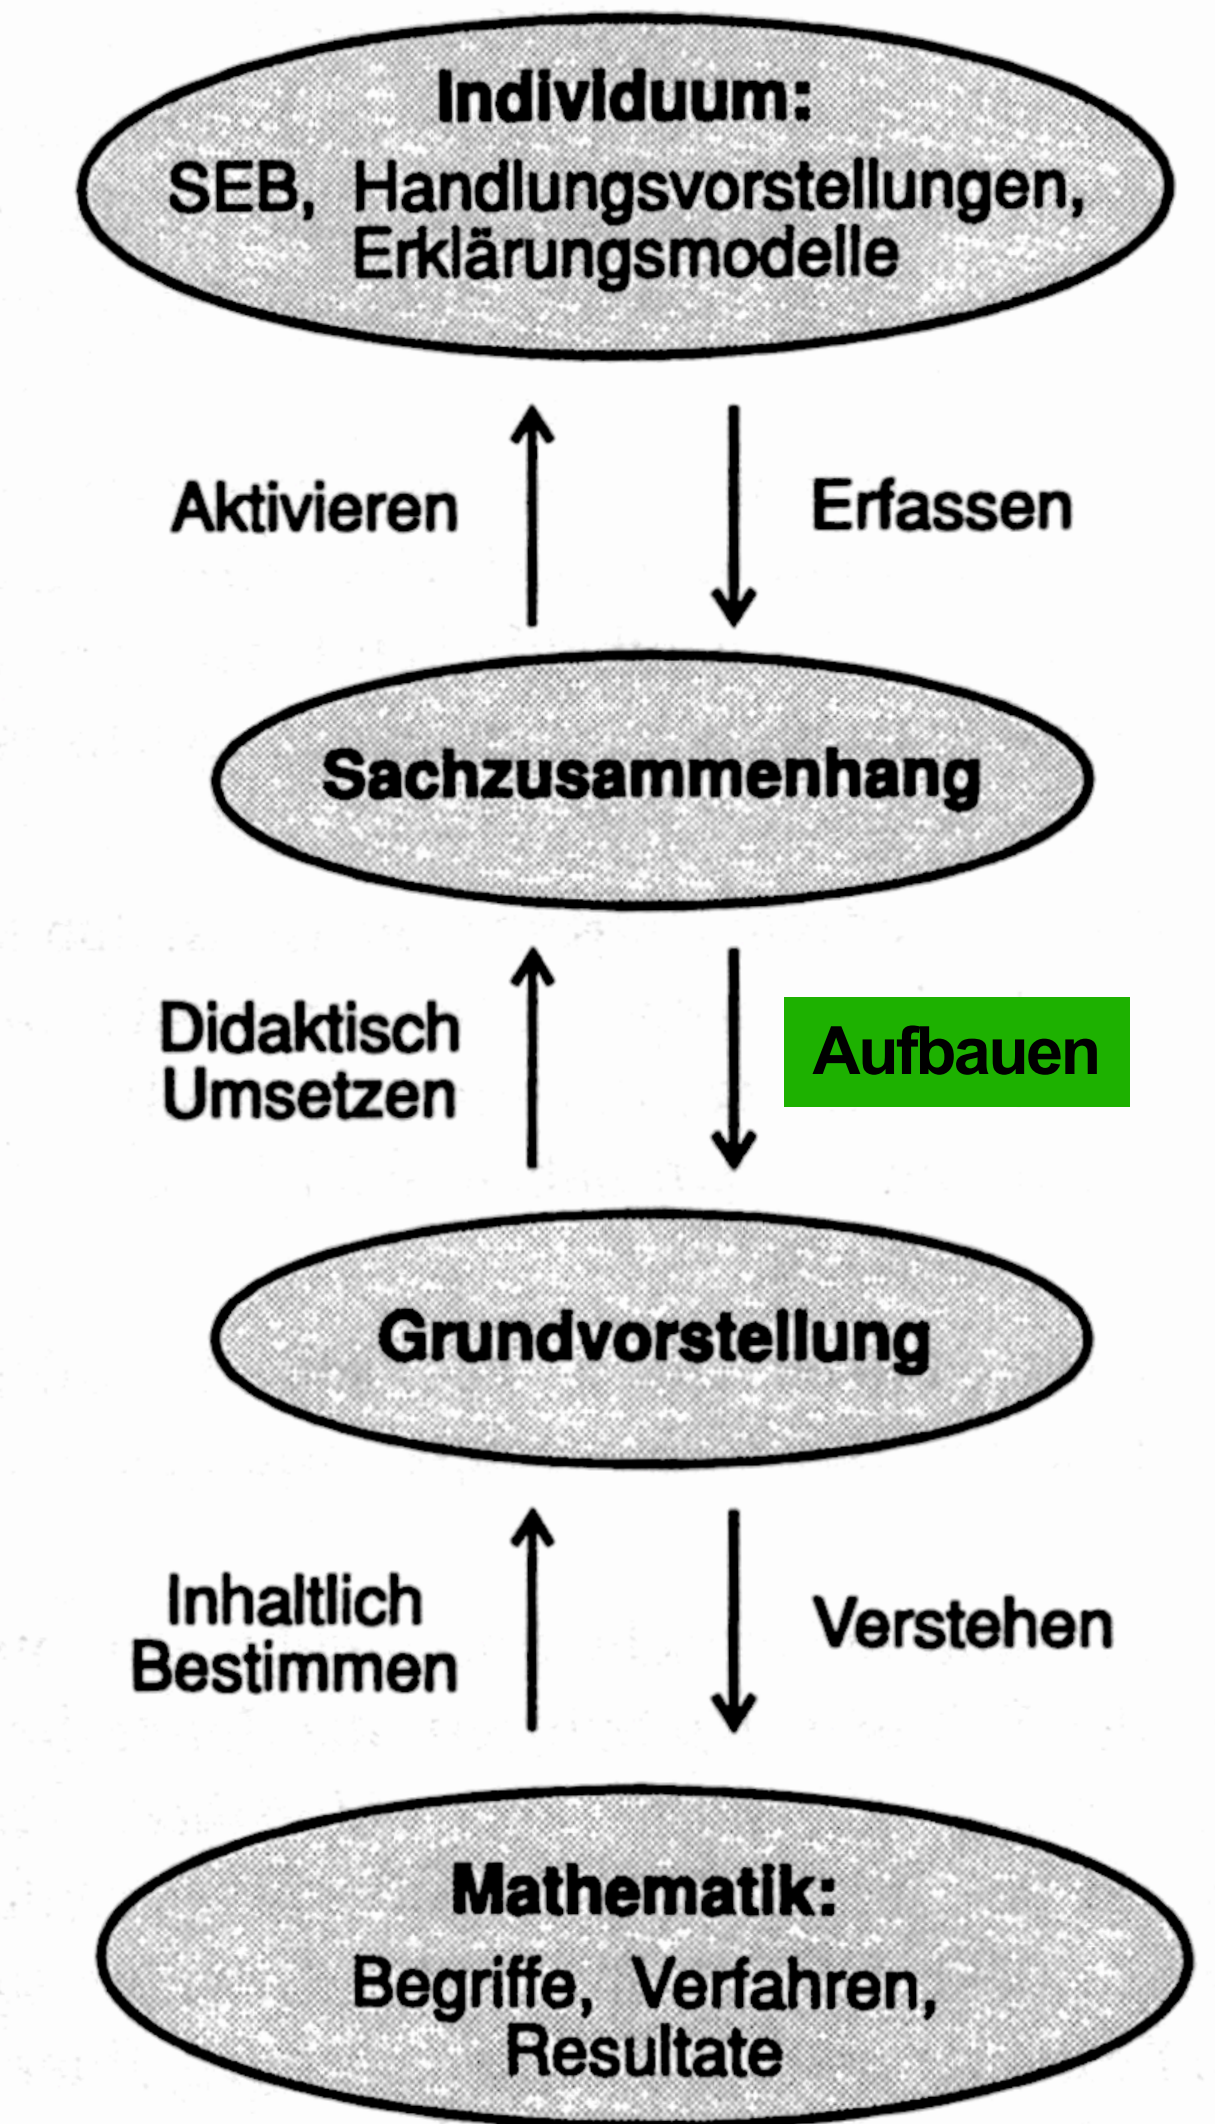 Individuum:
SEB, Handlungsvorstellungen,
Erklärungsmodelle
Aktivieren
Erfassen
Sachzusammenhang
Didaktisch
Umsetzen
Aufbauen
Grundvorstellung
Inhaltlich
Bestimmen
Verstehen
Mathematik:
Begriffe, Verfahren,
Resultate